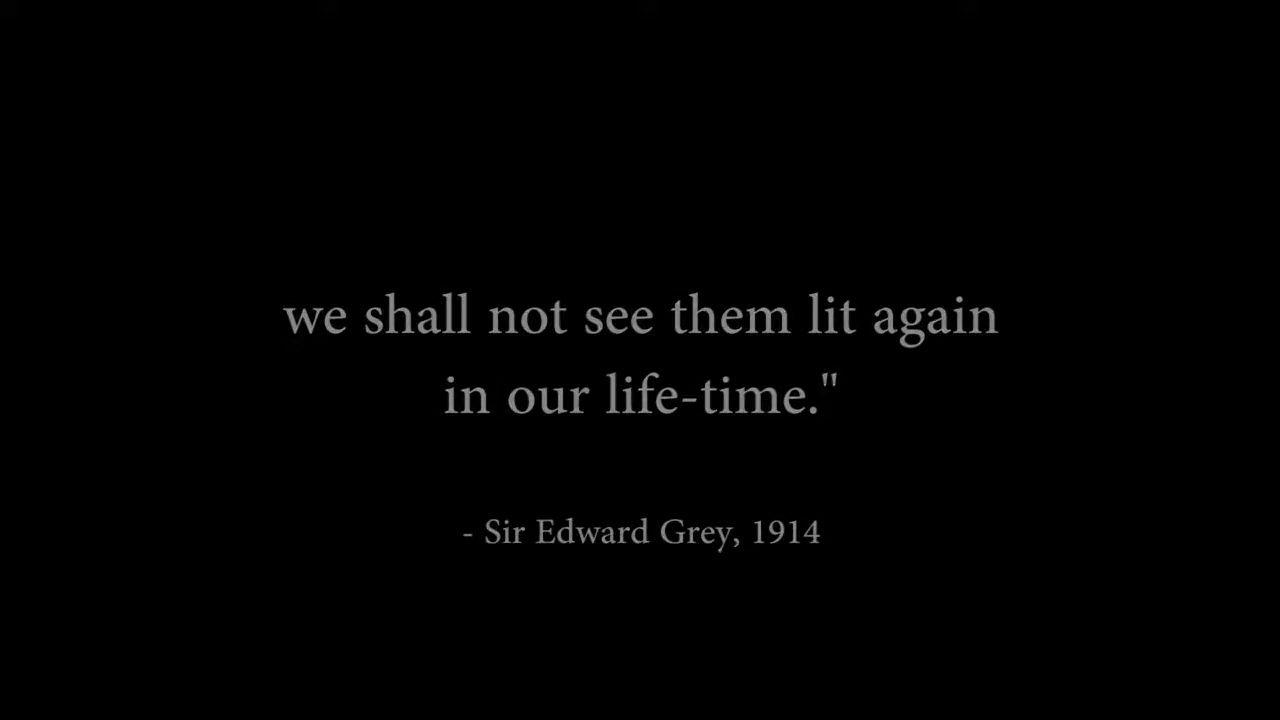 we shall not see them lit again
in our life-time."
- Sir Edward Grey, 1914